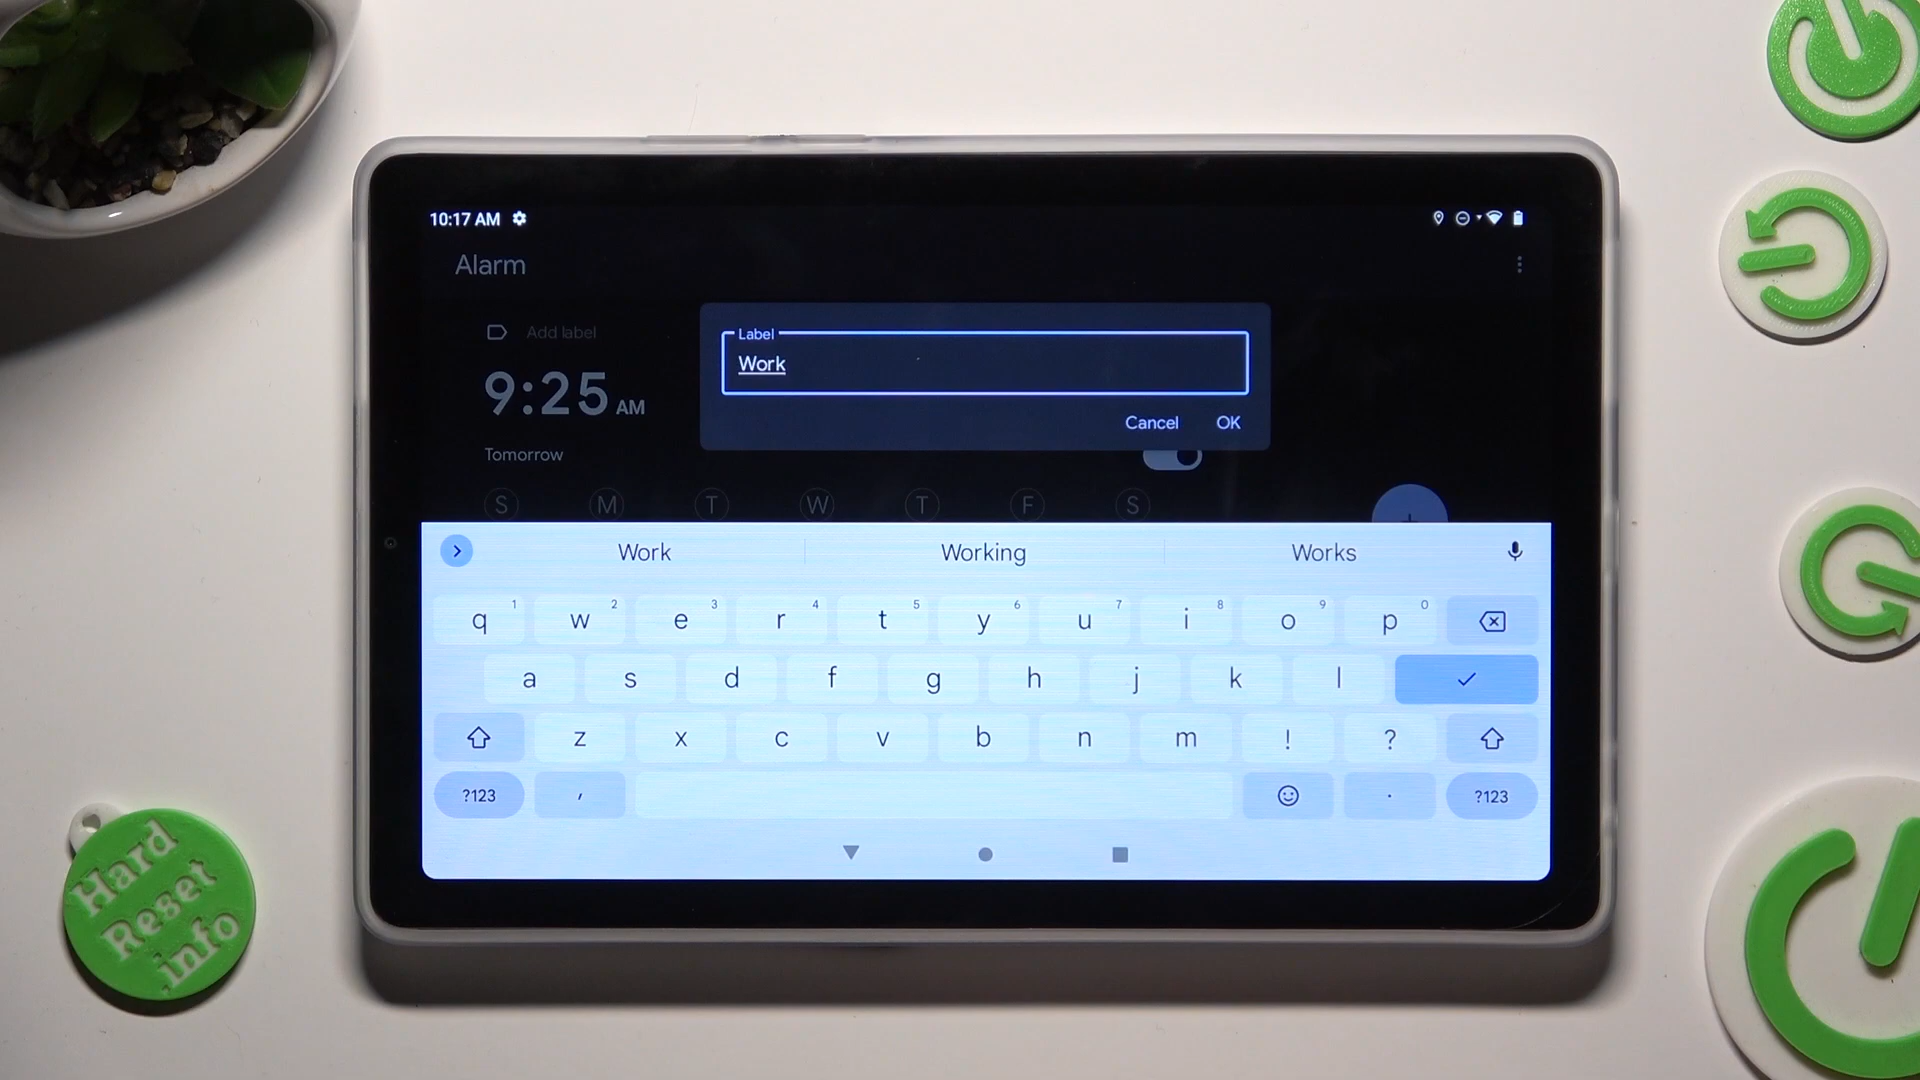 10:17 AM
Alarm
Add label
9:25 AM
Tomorrow
S M T W T F S
Label
Work
Cancel OK
Work Working Works
q 1 w 2 e 3 r 4 t 5 y 6 u 7 i 8 o 9 p 0
a s d f g h j k l
z x c v b n m ! ?
?123 , . ?123
Hard
Reset
.info